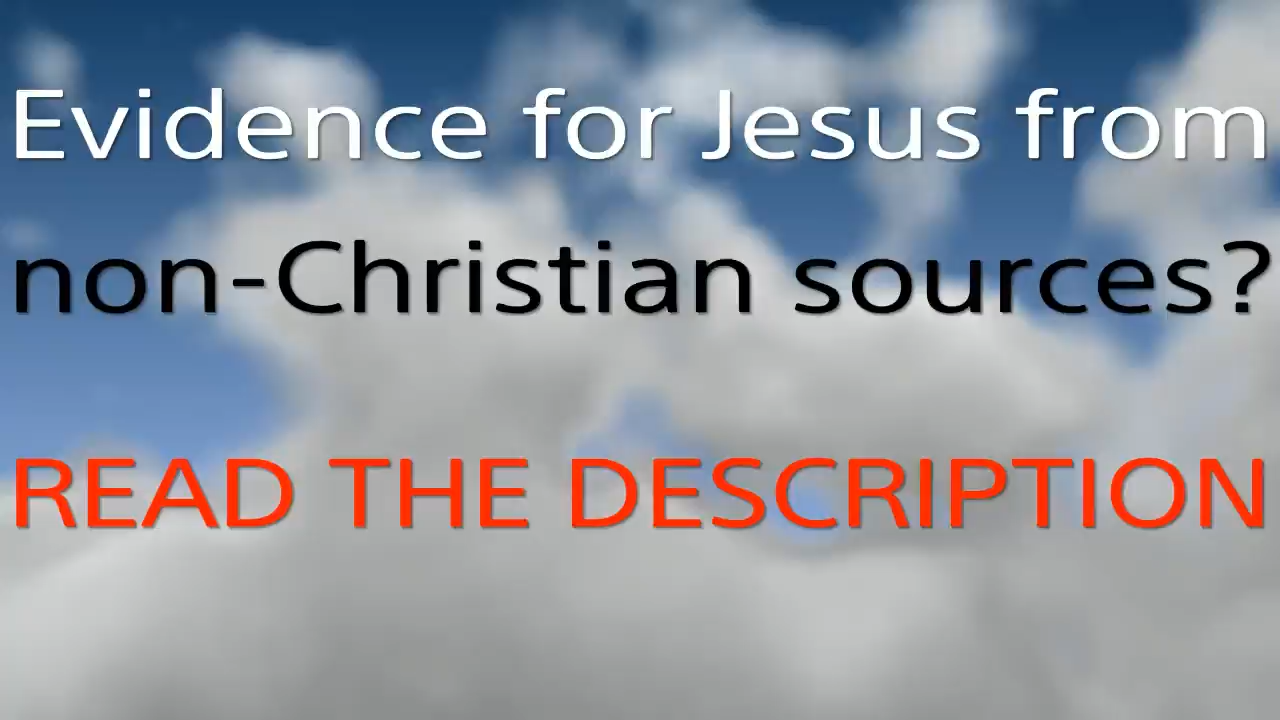 Evidence for Jesus from
non-Christian sources?
READ THE DESCRIPTION